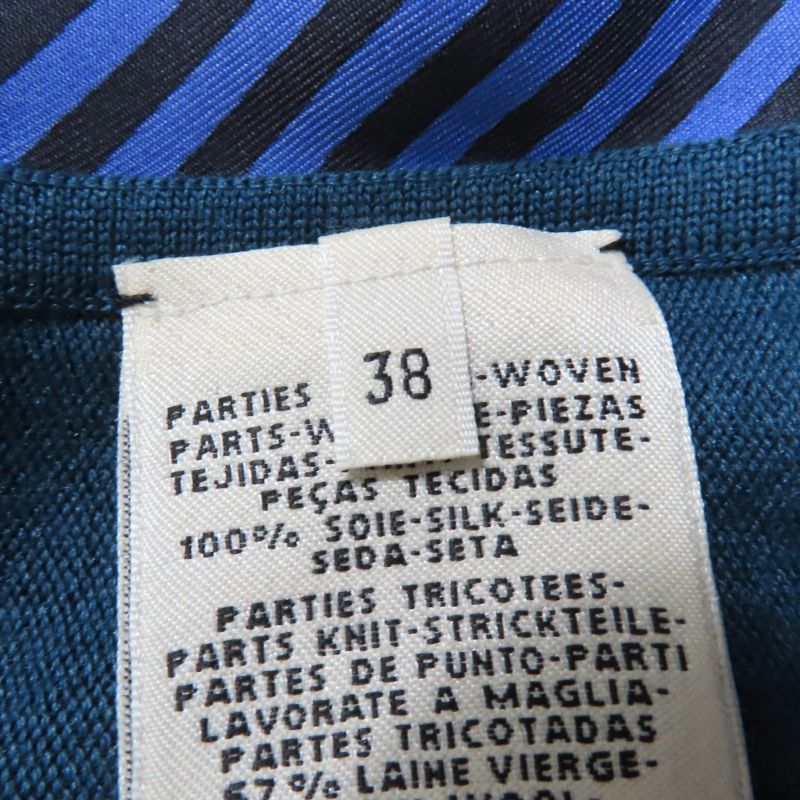 38
PARTIES -WOVEN
PARTS-W E-PIEZAS
TEJIDAS- TESSUTE-
PEÇAS TECIDAS
100% SOIE-SILK-SEIDE-
SEDA-SETA
PARTIES TRICOTEES-
PARTS KNIT-STRICKTEILE-
PARTES DE PUNTO-PARTI
LAVORATE A MAGLIA-
PARTES TRICOTADAS
67% LAINE VIERGE-